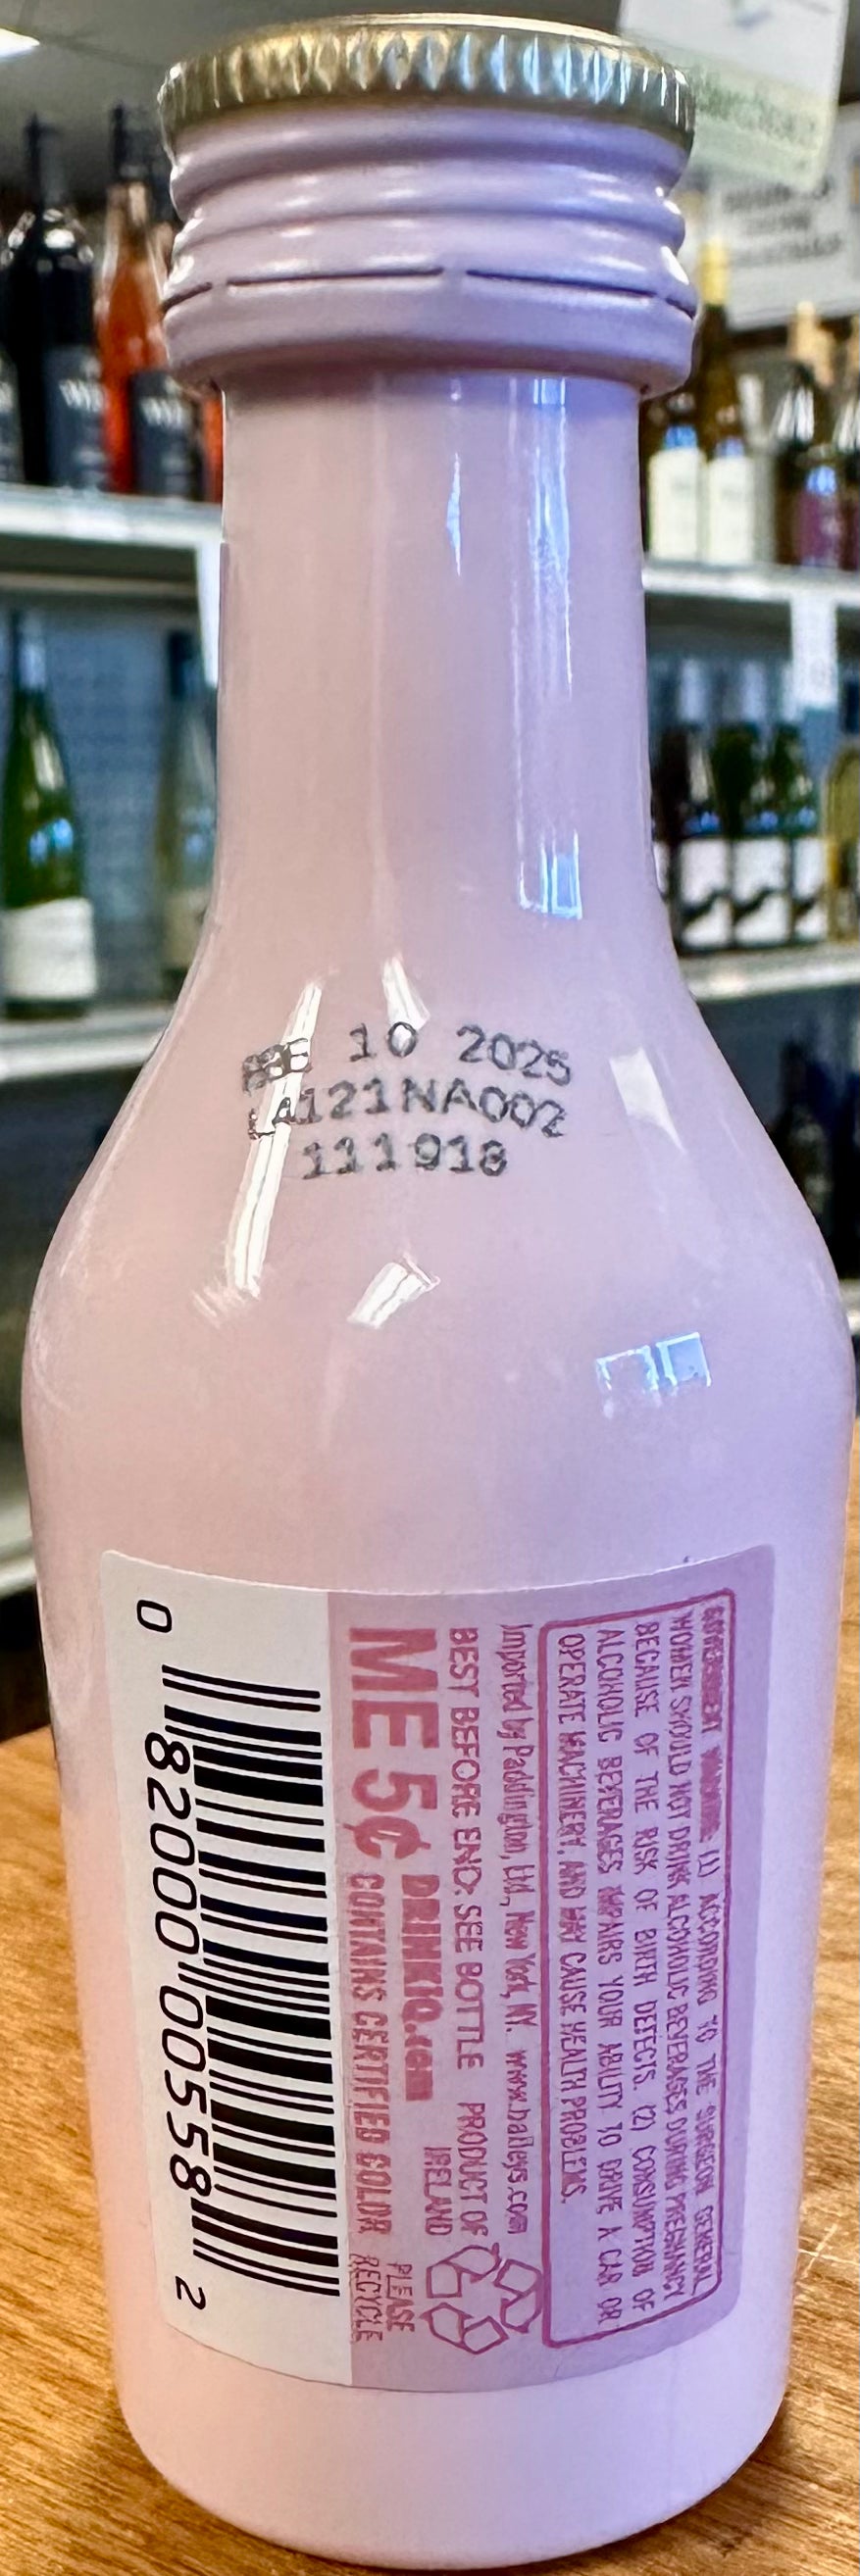 BBE 10 2025
LA121NA002
111918
GOVERNMENT WARNING: (1) ACCORDING TO THE SURGEON GENERAL
WOMEN SHOULD NOT DRINK ALCOHOLIC BEVERAGES DURING PREGNANCY
BECAUSE OF THE RISK OF BIRTH DEFECTS. (2) CONSUMPTION OF
ALCOHOLIC BEVERAGES IMPAIRS YOUR ABILITY TO DRIVE A CAR OR
OPERATE MACHINERY, AND MAY CAUSE HEALTH PROBLEMS.
Imported by Paddington, Ltd., New York, NY. www.baileys.com
BEST BEFORE END: SEE BOTTLE PRODUCT OF
IRELAND
ME 5¢ DRINKiQ.com
CONTAINS CERTIFIED COLOR
PLEASE
RECYCLE
0 82000 00558 2